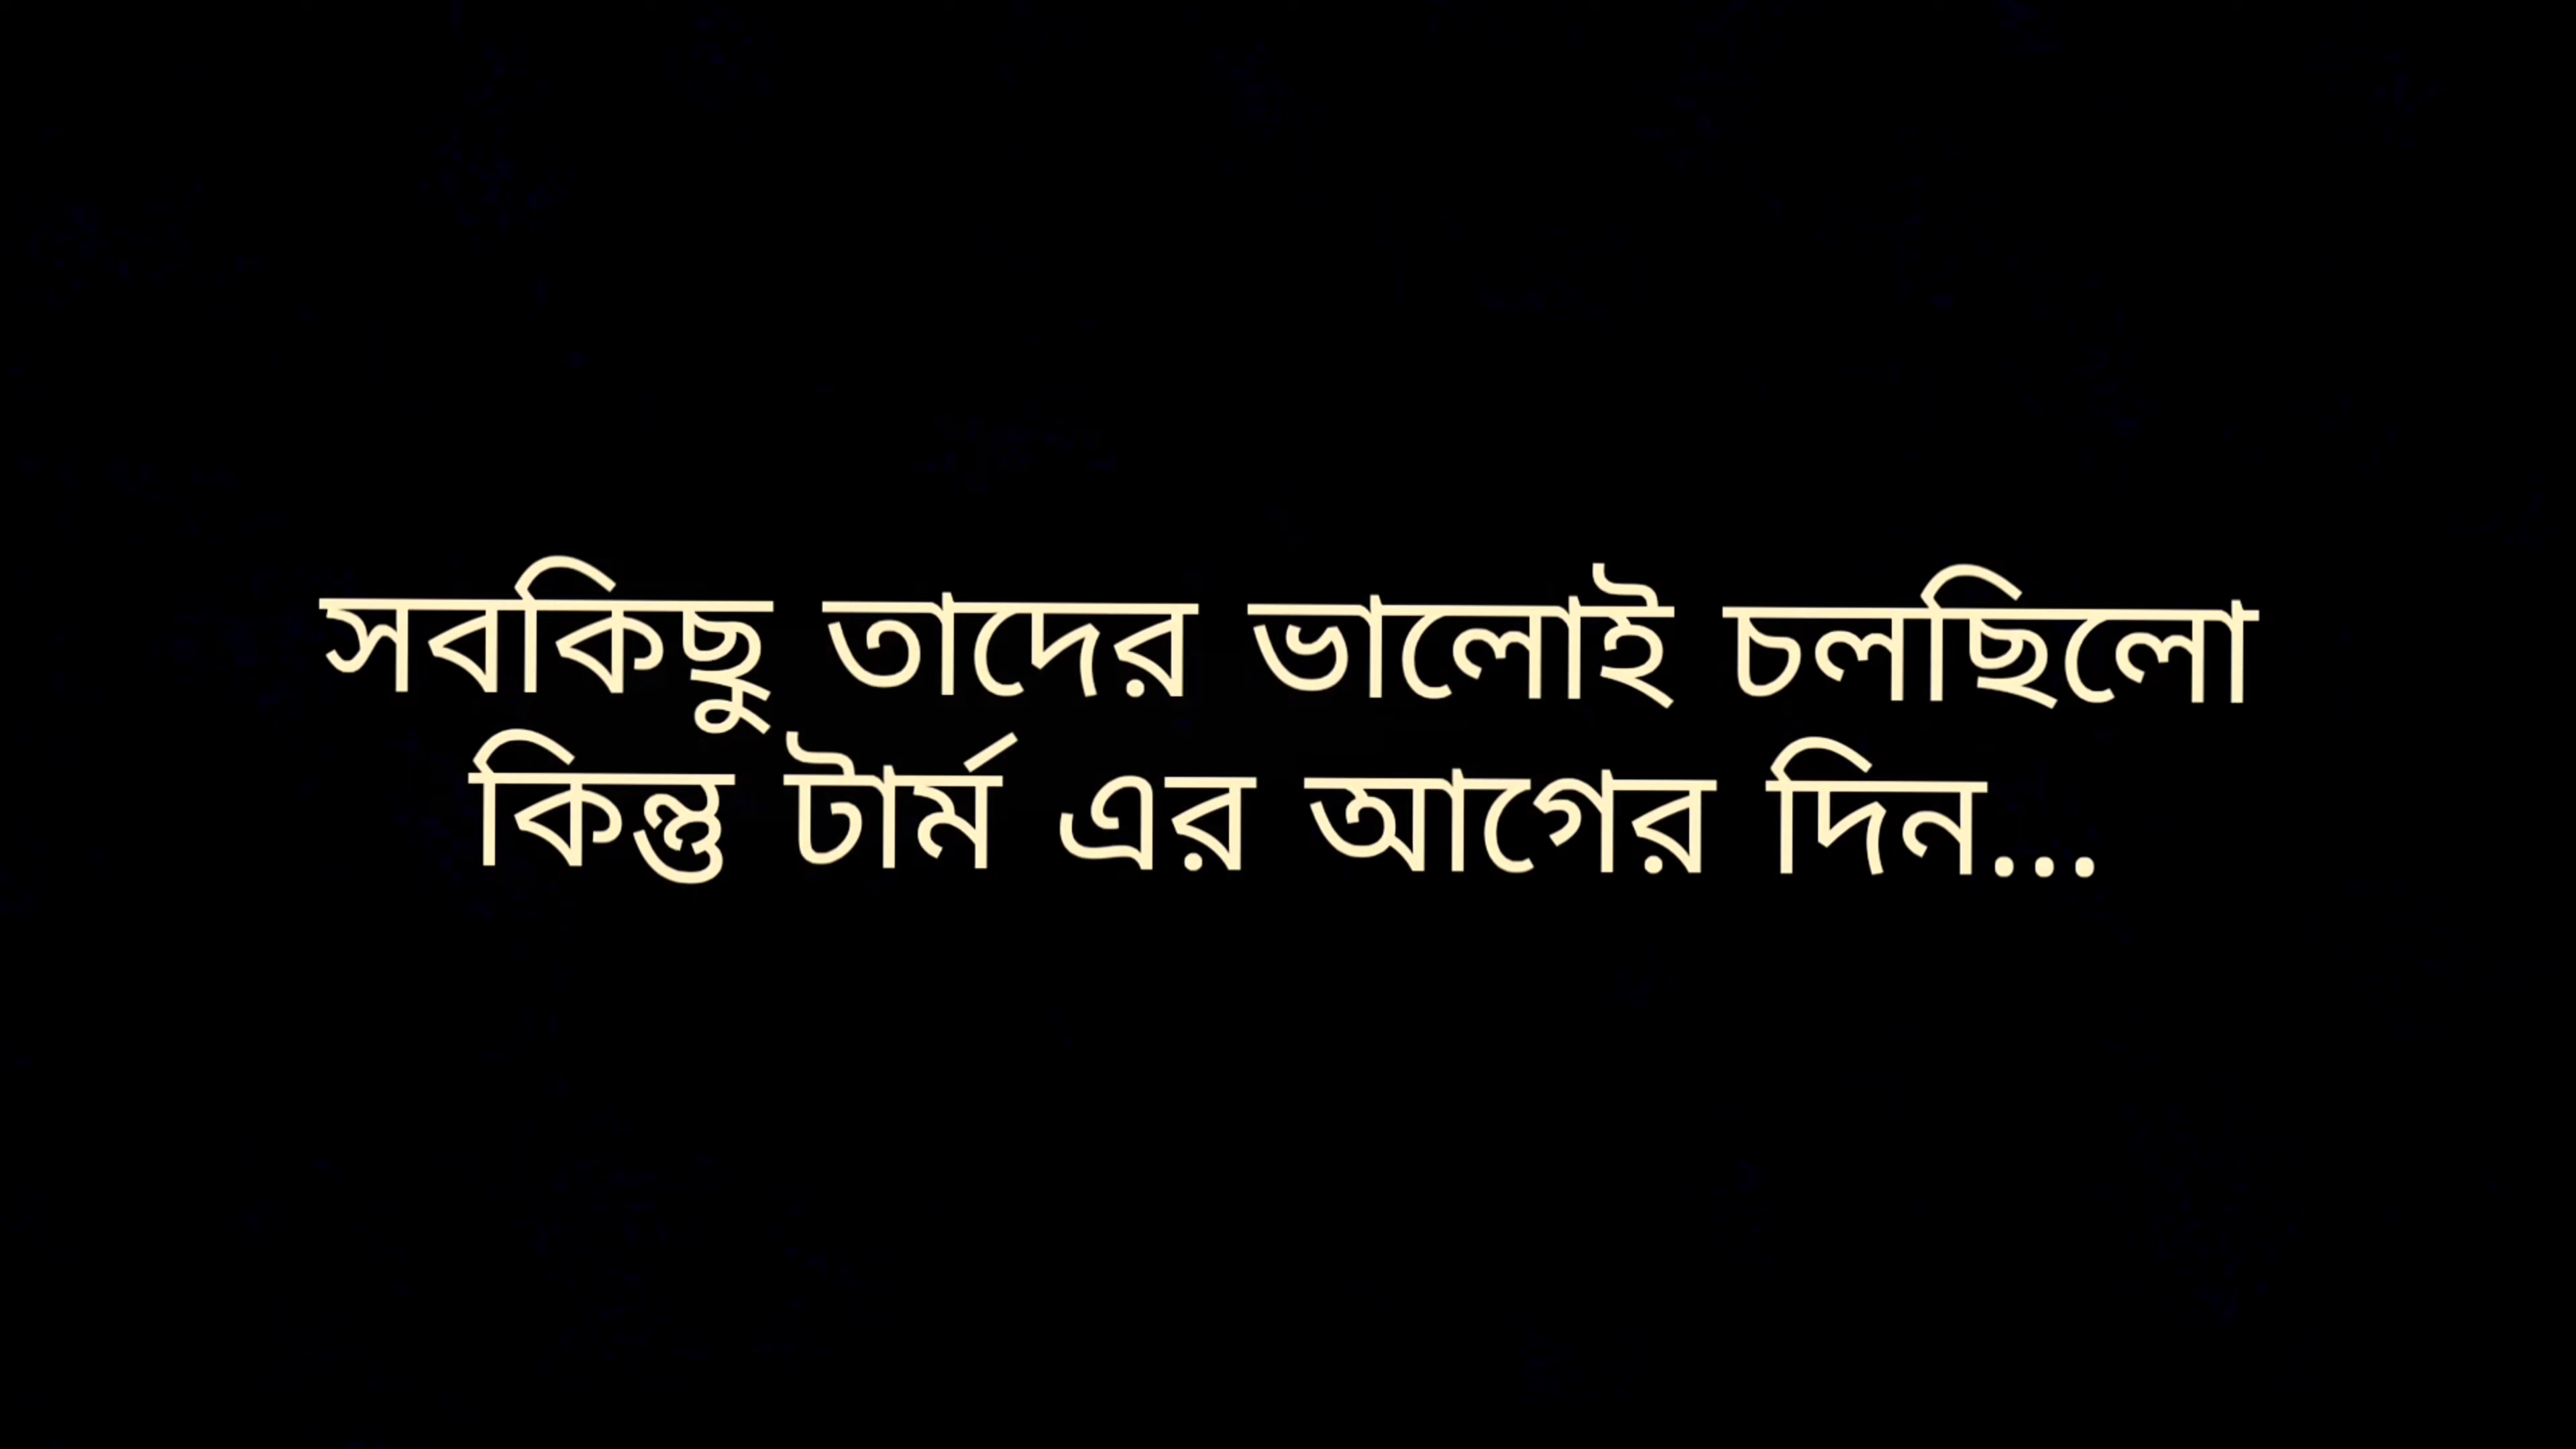 সবকিছু তাদের ভালোই চলছিলো
কিন্তু টার্ম এর আগের দিন...